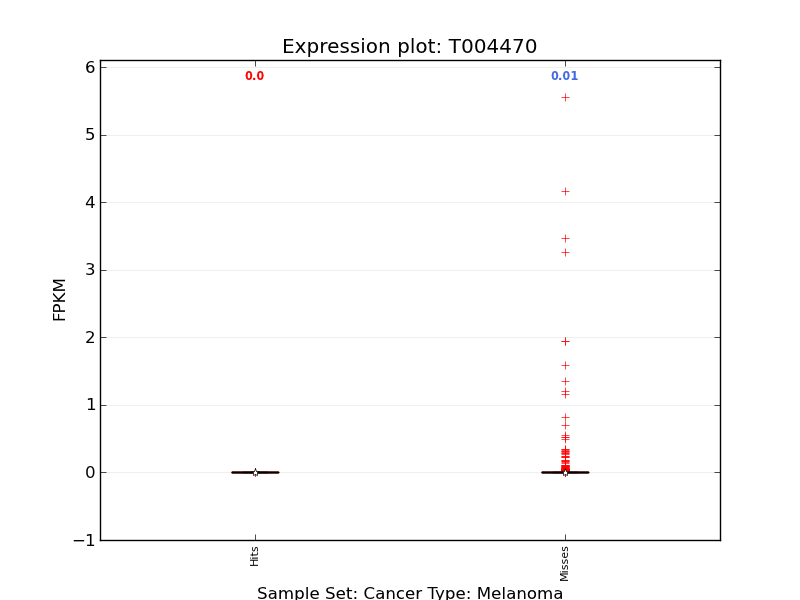 Expression plot: T004470
0.0
0.01
6
5
4
3
2
1
0
−1
FPKM
Hits
Misses
Sample Set: Cancer Type: Melanoma